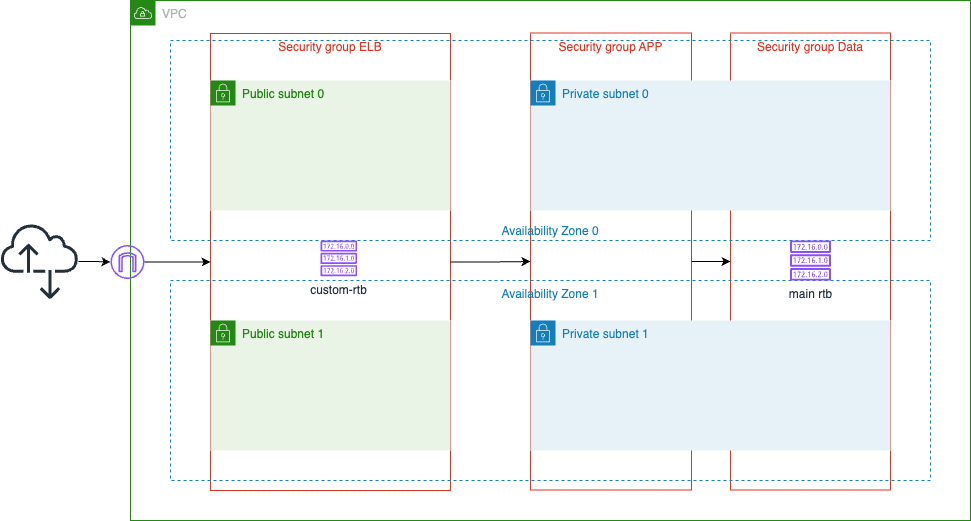 VPC
Security group ELB
Security group APP
Security group Data
Public subnet 0
Private subnet 0
Availability Zone 0
172.16.0.0
172.16.1.0
172.16.2.0
custom-rtb
172.16.0.0
172.16.1.0
172.16.2.0
main rtb
Availability Zone 1
Public subnet 1
Private subnet 1